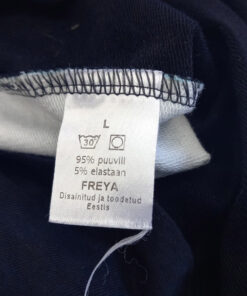 L
30
95% puuvill
5% elastaan
FREYA
Disainitud ja toodetud
Eestis